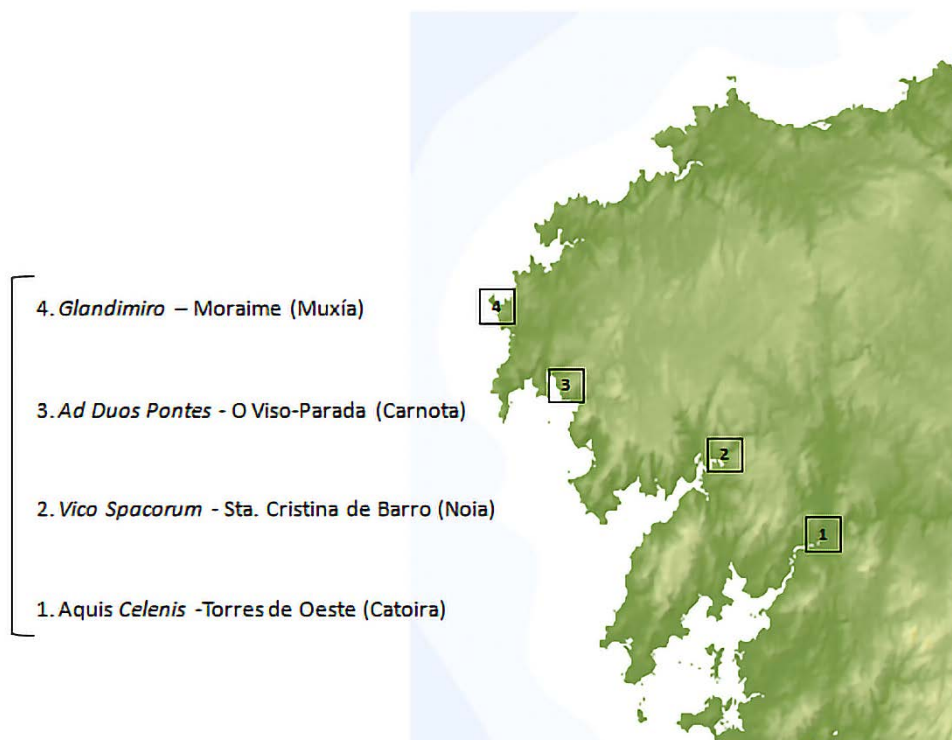 4. Glandimiro – Moraime (Muxía)
3. Ad Duos Pontes - O Viso-Parada (Carnota)
2. Vico Spacorum - Sta. Cristina de Barro (Noia)
1. Aquis Celenis -Torres de Oeste (Catoira)
4
3
2
1